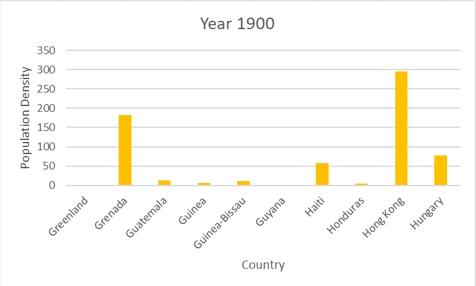 Year 1900
Population Density
350
300
250
200
150
100
50
0
Greenland
Grenada
Guatemala
Guinea
Guinea-Bissau
Guyana
Haiti
Honduras
Hong Kong
Hungary
Country